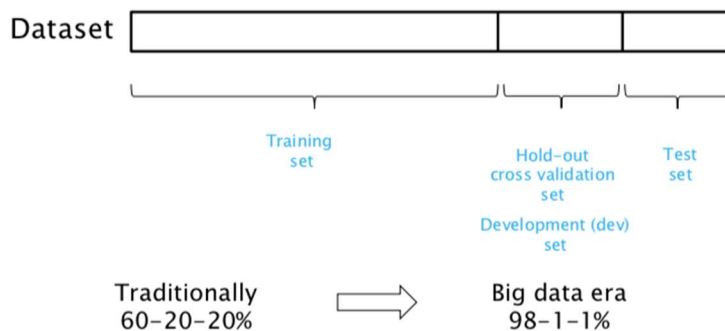 Dataset
Training
set
Hold-out
cross validation
set
Development (dev)
set
Test
set
Traditionally
60-20-20%
Big data era
98-1-1%